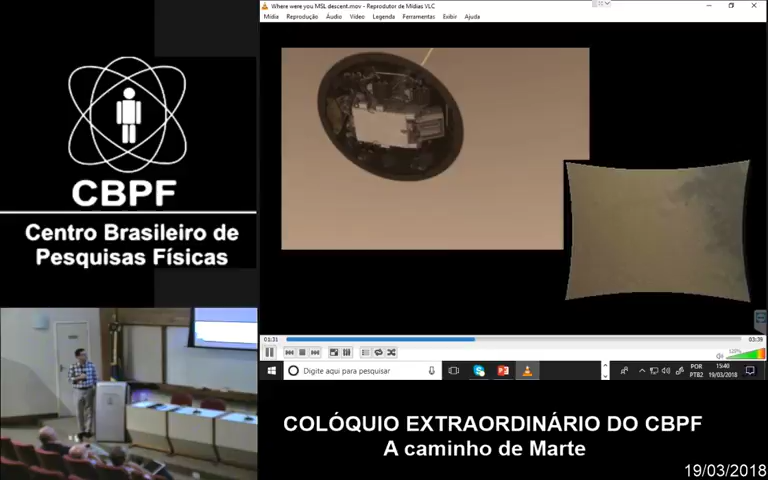 CBPF
Centro Brasileiro de
Pesquisas Físicas
Where were you MSL descent.mov - Reprodutor de Mídias VLC
Mídia Reprodução Áudio Vídeo Legenda Ferramentas Exibir Ajuda
01:31
03:39
120%
Digite aqui para pesquisar
POR
PTB2
15:40
19/03/2018
COLÓQUIO EXTRAORDINÁRIO DO CBPF
A caminho de Marte
19/03/2018